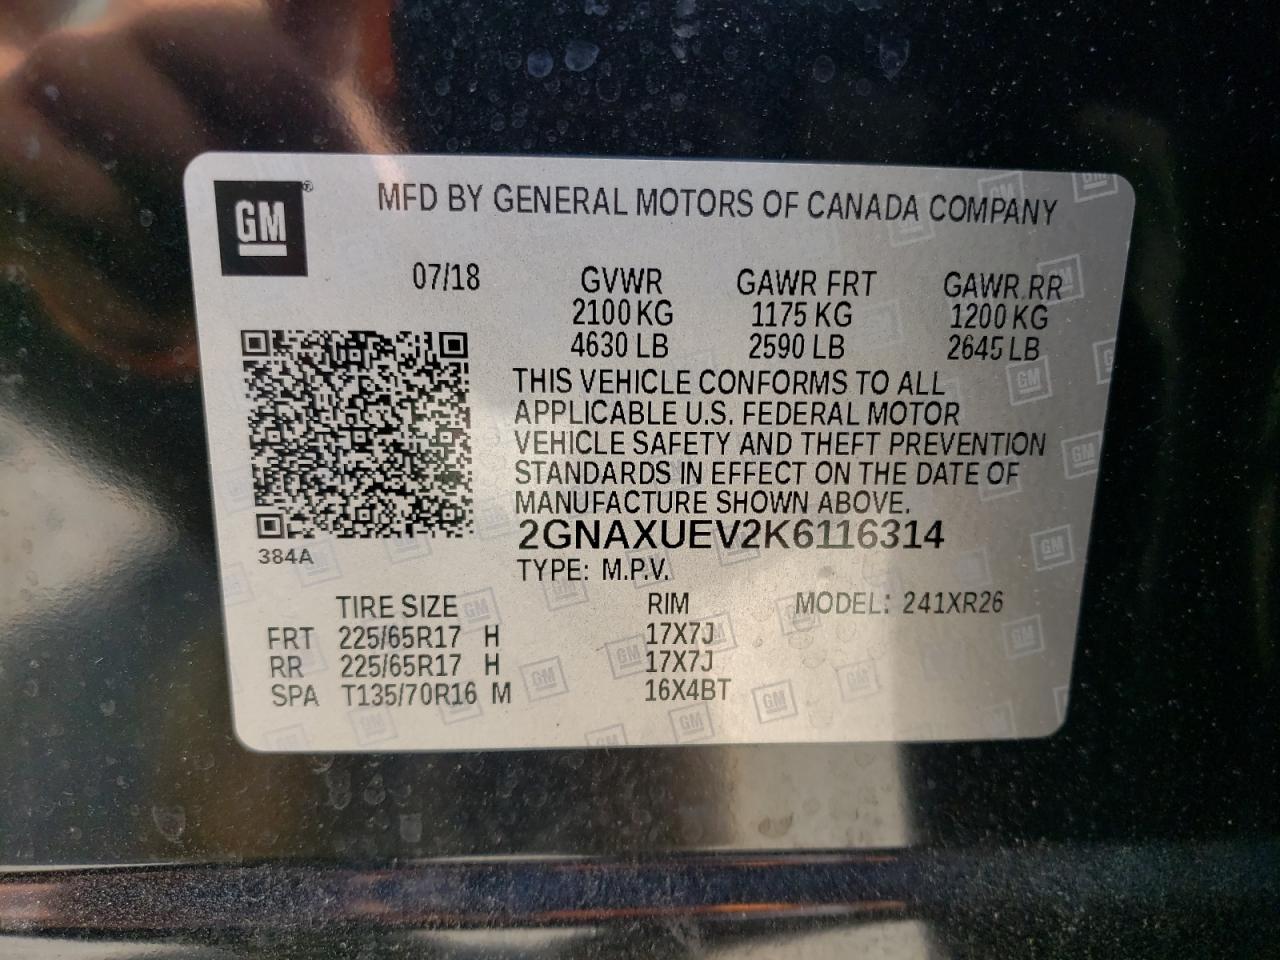 GM®
MFD BY GENERAL MOTORS OF CANADA COMPANY
07/18 GVWR GAWR FRT GAWR RR
2100 KG 1175 KG 1200 KG
4630 LB 2590 LB 2645 LB
THIS VEHICLE CONFORMS TO ALL
APPLICABLE U.S. FEDERAL MOTOR
VEHICLE SAFETY AND THEFT PREVENTION
STANDARDS IN EFFECT ON THE DATE OF
MANUFACTURE SHOWN ABOVE.
2GNAXUEV2K6116314
384A
TYPE: M.P.V.
TIRE SIZE RIM MODEL: 241XR26
FRT 225/65R17 H 17X7J
RR 225/65R17 H 17X7J
SPA T135/70R16 M 16X4BT